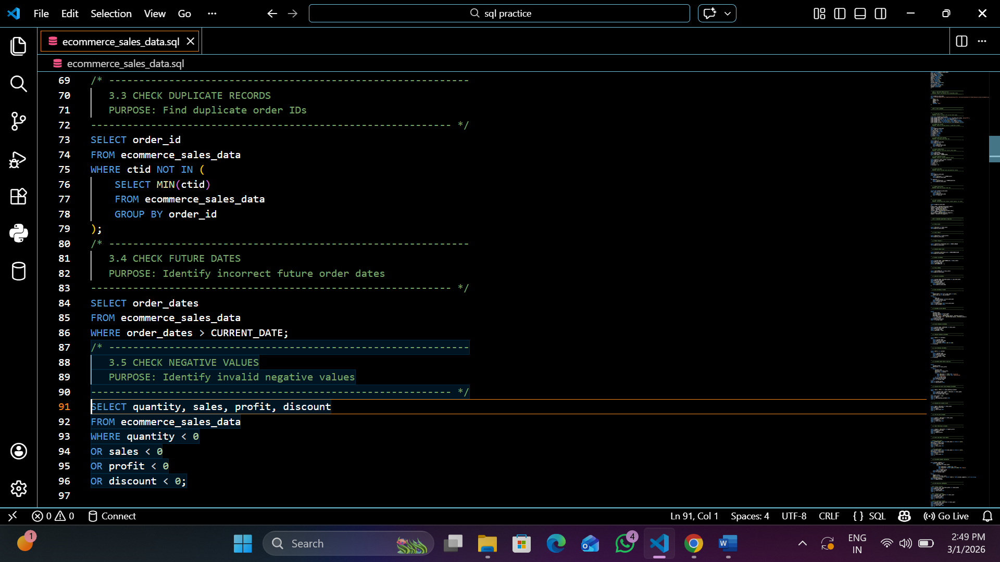 File Edit Selection View Go ···
sql practice
ecommerce_sales_data.sql
ecommerce_sales_data.sql
69 /* ------------------------------------------------------------
70 3.3 CHECK DUPLICATE RECORDS
71 PURPOSE: Find duplicate order IDs
72 ------------------------------------------------------------ */
73 SELECT order_id
74 FROM ecommerce_sales_data
75 WHERE ctid NOT IN (
76 SELECT MIN(ctid)
77 FROM ecommerce_sales_data
78 GROUP BY order_id
79 );
80 /* ------------------------------------------------------------
81 3.4 CHECK FUTURE DATES
82 PURPOSE: Identify incorrect future order dates
83 ------------------------------------------------------------ */
84 SELECT order_dates
85 FROM ecommerce_sales_data
86 WHERE order_dates > CURRENT_DATE;
87 /* ------------------------------------------------------------
88 3.5 CHECK NEGATIVE VALUES
89 PURPOSE: Identify invalid negative values
90 ------------------------------------------------------------ */
91 SELECT quantity, sales, profit, discount
92 FROM ecommerce_sales_data
93 WHERE quantity < 0
94 OR sales < 0
95 OR profit < 0
96 OR discount < 0;
97
0 0 Connect Ln 91, Col 1 Spaces: 4 UTF-8 CRLF { } SQL Go Live
1 Search 4 ENG 2:49 PM
IN 3/1/2026